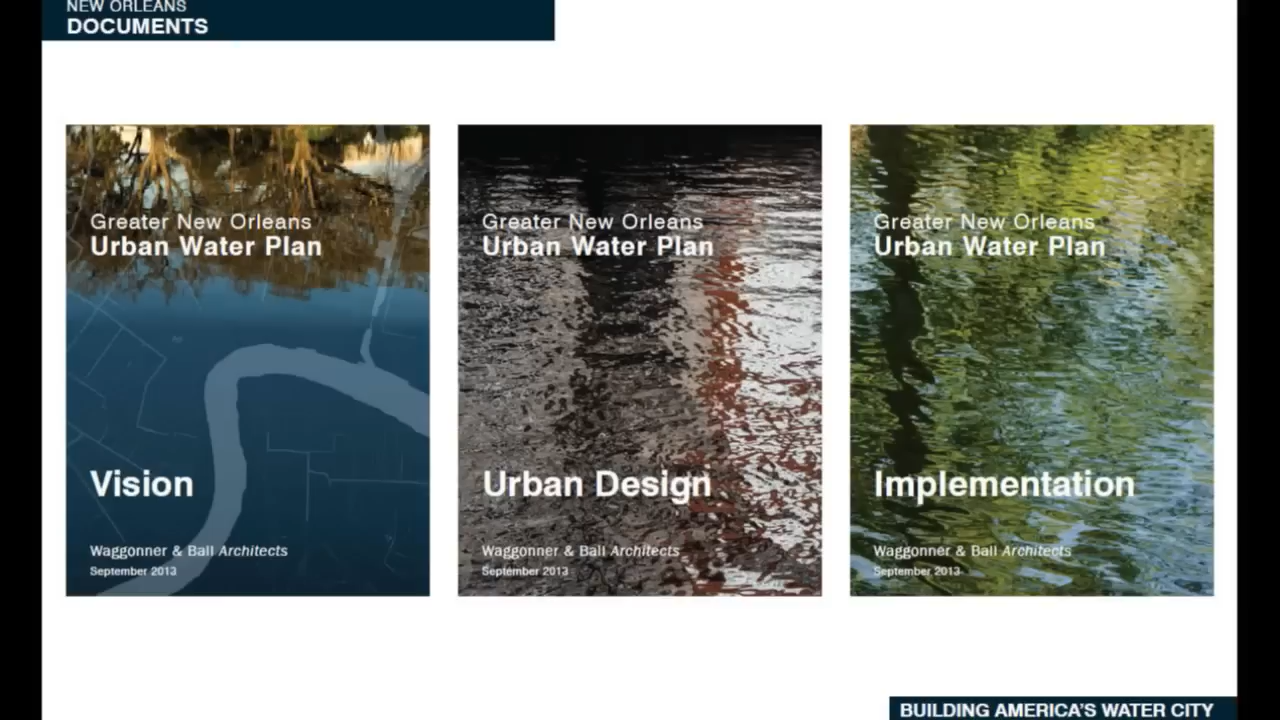 NEW ORLEANS
DOCUMENTS
Greater New Orleans
Urban Water Plan
Vision
Waggonner & Ball Architects
September 2013
Greater New Orleans
Urban Water Plan
Urban Design
Waggonner & Ball Architects
September 2013
Greater New Orleans
Urban Water Plan
Implementation
Waggonner & Ball Architects
September 2013
BUILDING AMERICA'S WATER CITY